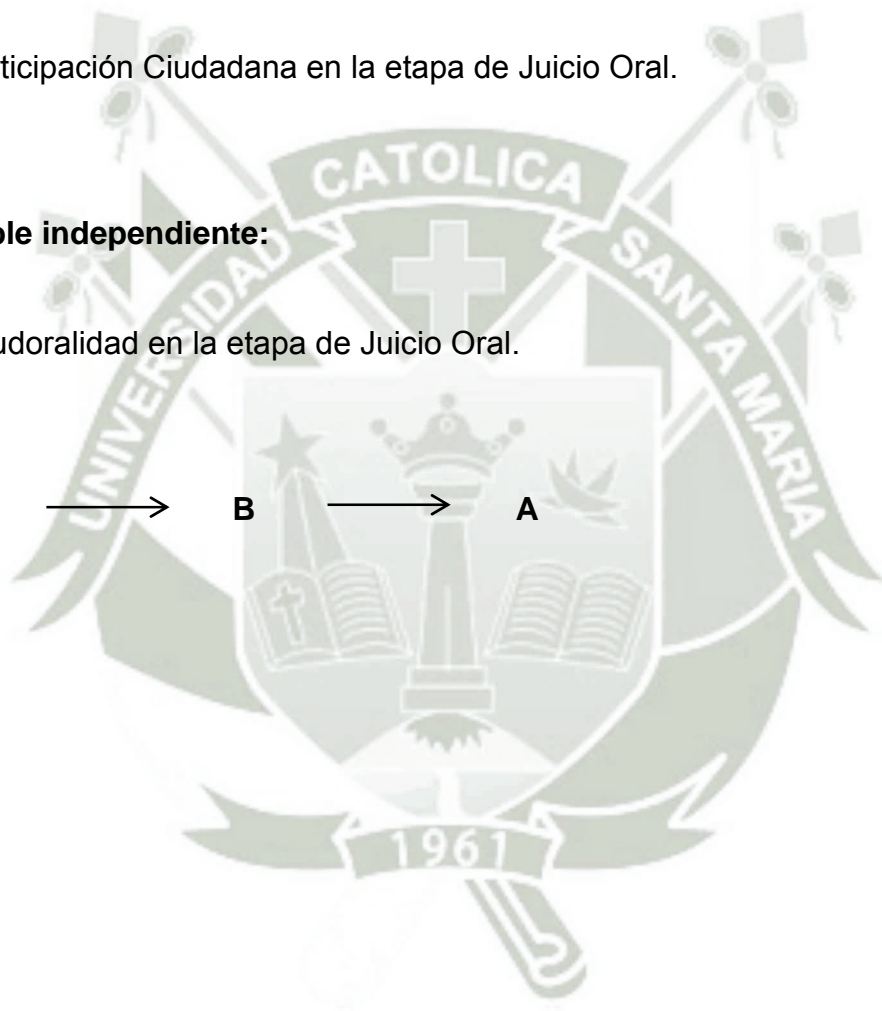 ticipación Ciudadana en la etapa de Juicio Oral.
ble independiente:
udoralidad en la etapa de Juicio Oral.
B A
UNIVERSIDAD CATOLICA SANTA MARIA
1961